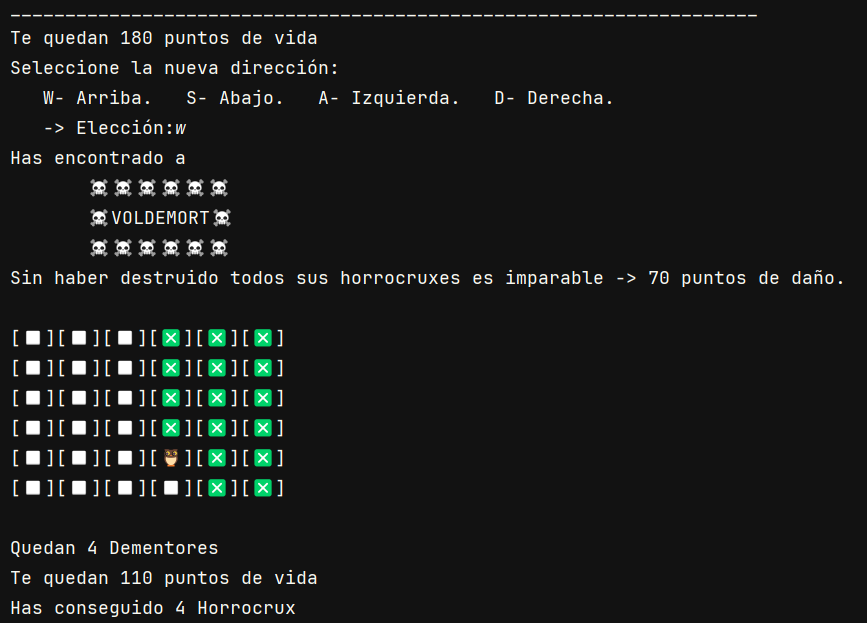 ____________________________________________________________________
Te quedan 180 puntos de vida
Seleccione la nueva dirección:
   W- Arriba.   S- Abajo.   A- Izquierda.   D- Derecha.
   -> Elección:w
Has encontrado a
☠☠☠☠☠☠
☠VOLDEMORT☠
☠☠☠☠☠☠
Sin haber destruido todos sus horrocruxes es imparable -> 70 puntos de daño.
[⬜][⬜][⬜][❎][❎][❎]
[⬜][⬜][⬜][❎][❎][❎]
[⬜][⬜][⬜][❎][❎][❎]
[⬜][⬜][⬜][❎][❎][❎]
[⬜][⬜][⬜][🦉][❎][❎]
[⬜][⬜][⬜][⬜][❎][❎]
Quedan 4 Dementores
Te quedan 110 puntos de vida
Has conseguido 4 Horrocrux